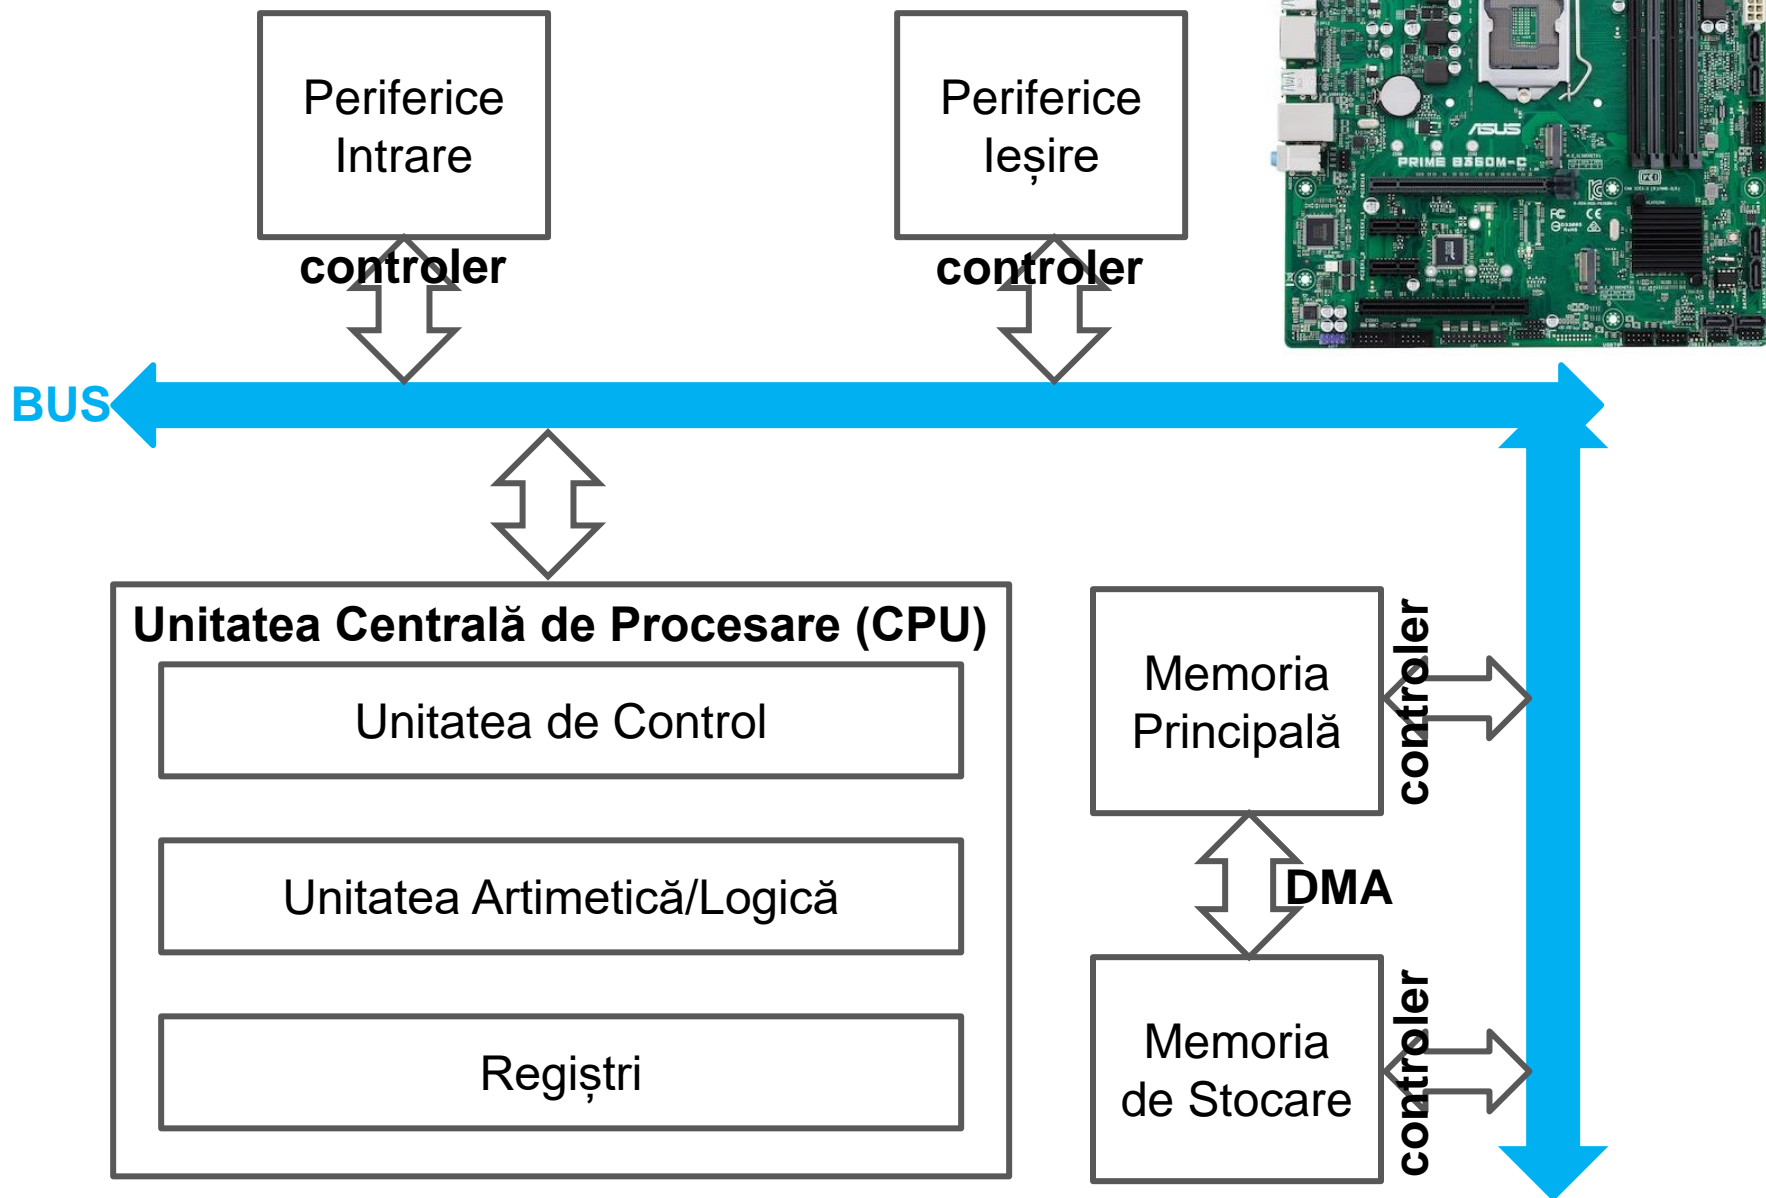 Periferice
Intrare
Periferice
Ieșire
ASUS
PRIME B360M-C
controler
controler
BUS
Unitatea Centrală de Procesare (CPU)
Unitatea de Control
Unitatea Artimetică/Logică
Regiștri
Memoria
Principală
controler
DMA
Memoria
de Stocare
controler